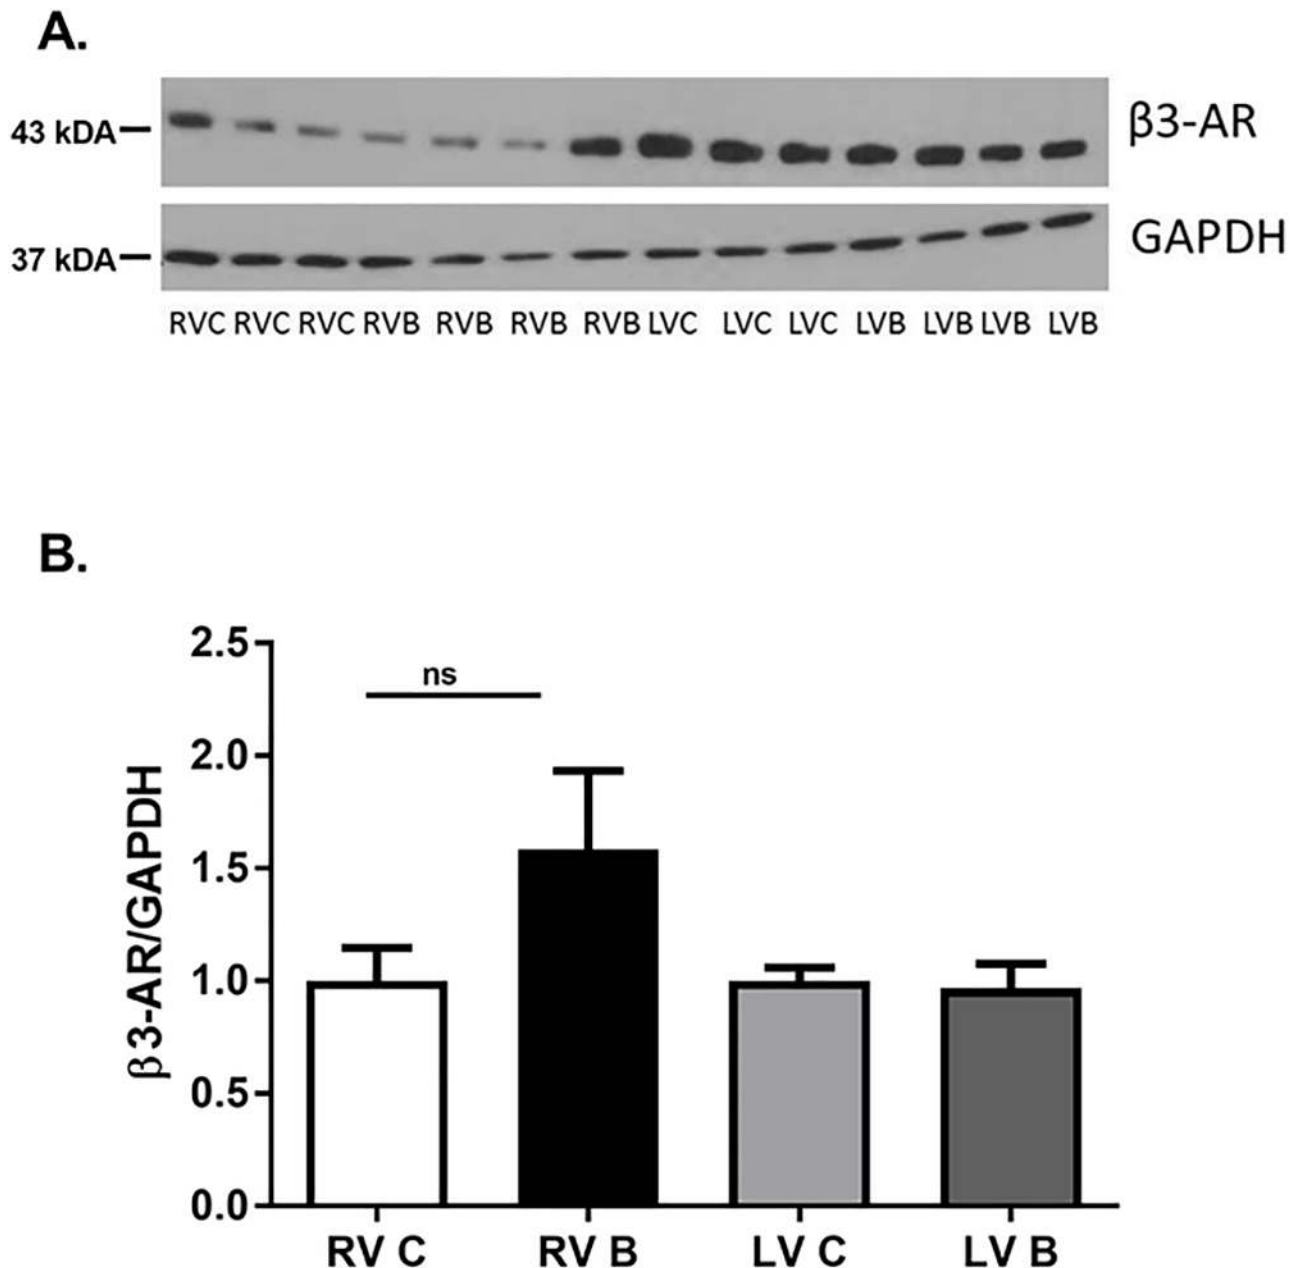 A.
43 kDA
β3-AR
37 kDA
GAPDH
RVC RVC RVC RVB RVB RVB RVB LVC LVC LVC LVB LVB LVB LVB
B.
2.5
ns
2.0
1.5
1.0
0.5
0.0
β3-AR/GAPDH
RV C RV B LV C LV B